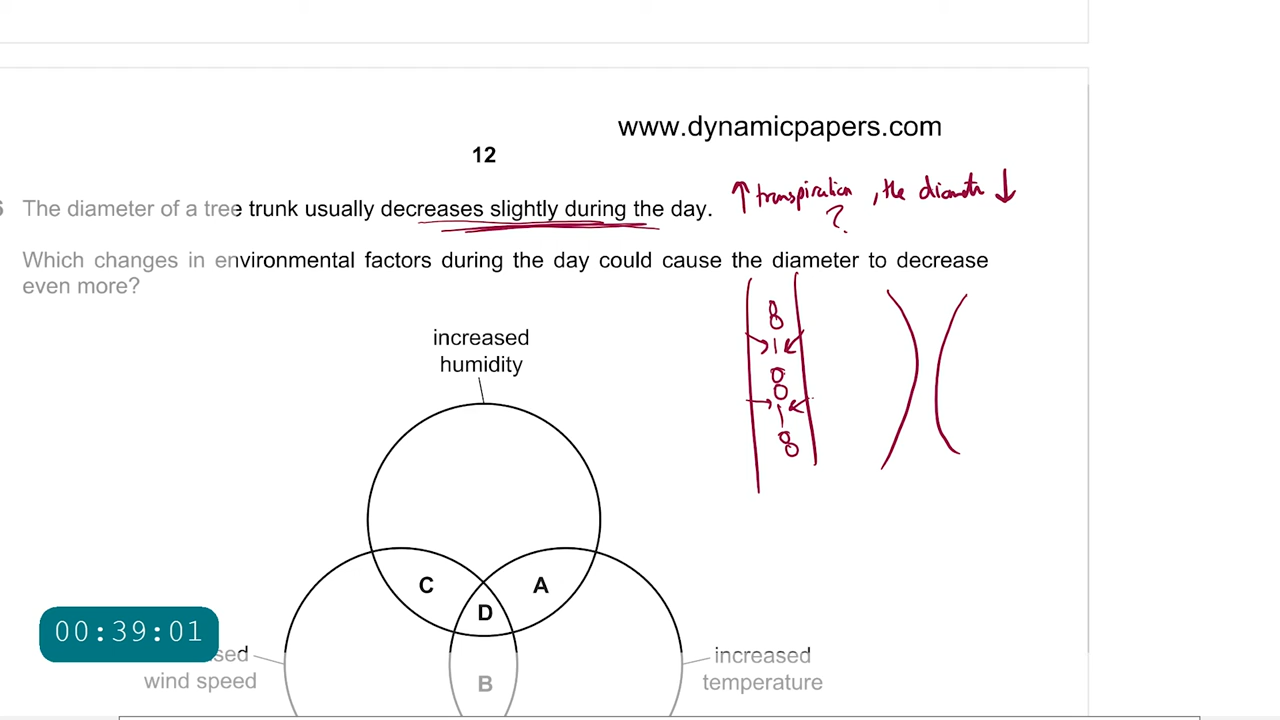 www.dynamicpapers.com
12
↑ transpiration, the diameter ↓
?
6 The diameter of a tree trunk usually decreases slightly during the day.
Which changes in environmental factors during the day could cause the diameter to decrease
even more?
increased
humidity
C
A
D
00:39:01
sed
wind speed
B
increased
temperature